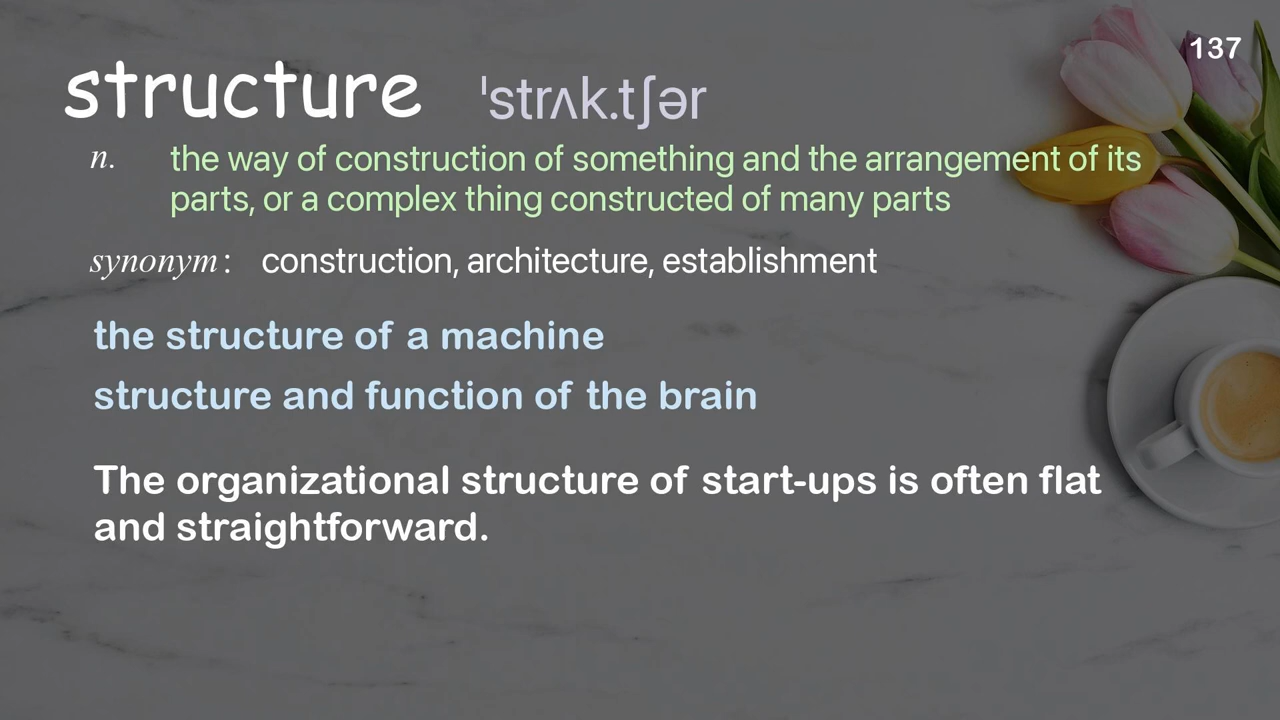 137
structure ˈstrʌk.tʃər
n. the way of construction of something and the arrangement of its
parts, or a complex thing constructed of many parts
synonym: construction, architecture, establishment
the structure of a machine
structure and function of the brain
The organizational structure of start-ups is often flat
and straightforward.